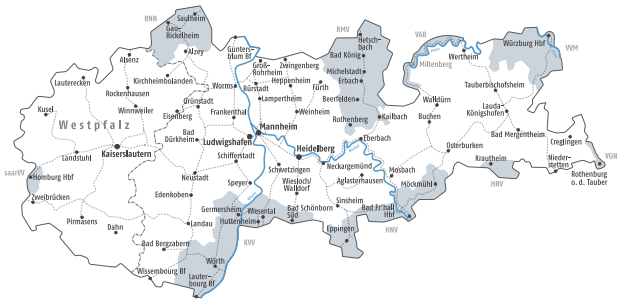 RNN
Saulheim
Gau-
Bickelheim
Alzey
Günters-
blum Bf
RMV
Hetsch-
bach
Bad König
VAB
Miltenberg
Wertheim
Würzburg Hbf
VVM
Alsenz
Lauterecken
Kirchheimbolanden
Rockenhausen
Worms
Groß-
Rohrheim
Zwingenberg
Bürstadt
Heppenheim
Fürth
Michelstadt
Erbach
Beerfelden
Tauberbischofsheim
Kusel
Winnweiler
Grünstadt
Eisenberg
Frankenthal
Lampertheim
Weinheim
Rothenberg
Kailbach
Walldürn
Buchen
Lauda-
Königshofen
Westpfalz
Bad
Dürkheim
Ludwigshafen
Mannheim
Eberbach
Bad Mergentheim
Creglingen
Landstuhl
Kaiserslautern
Schifferstadt
Heidelberg
Neckargemünd
Osterburken
Krautheim
Nieder-
stetten
VGN
Rothenburg
o. d. Tauber
saarVV
Homburg Hbf
Neustadt
Speyer
Schwetzingen
Wiesloch/
Walldorf
Aglasterhausen
Mosbach
Möckmühl
HNV
Zweibrücken
Edenkoben
Germersheim
Huttenheim
Wiesental
Bad Schönborn
Süd
Sinsheim
Bad Fr'hall
Hbf
HNV
Pirmasens
Dahn
Landau
Eppingen
Bad Bergzabern
KVV
Wissembourg Bf
Wörth
Lauter-
bourg Bf